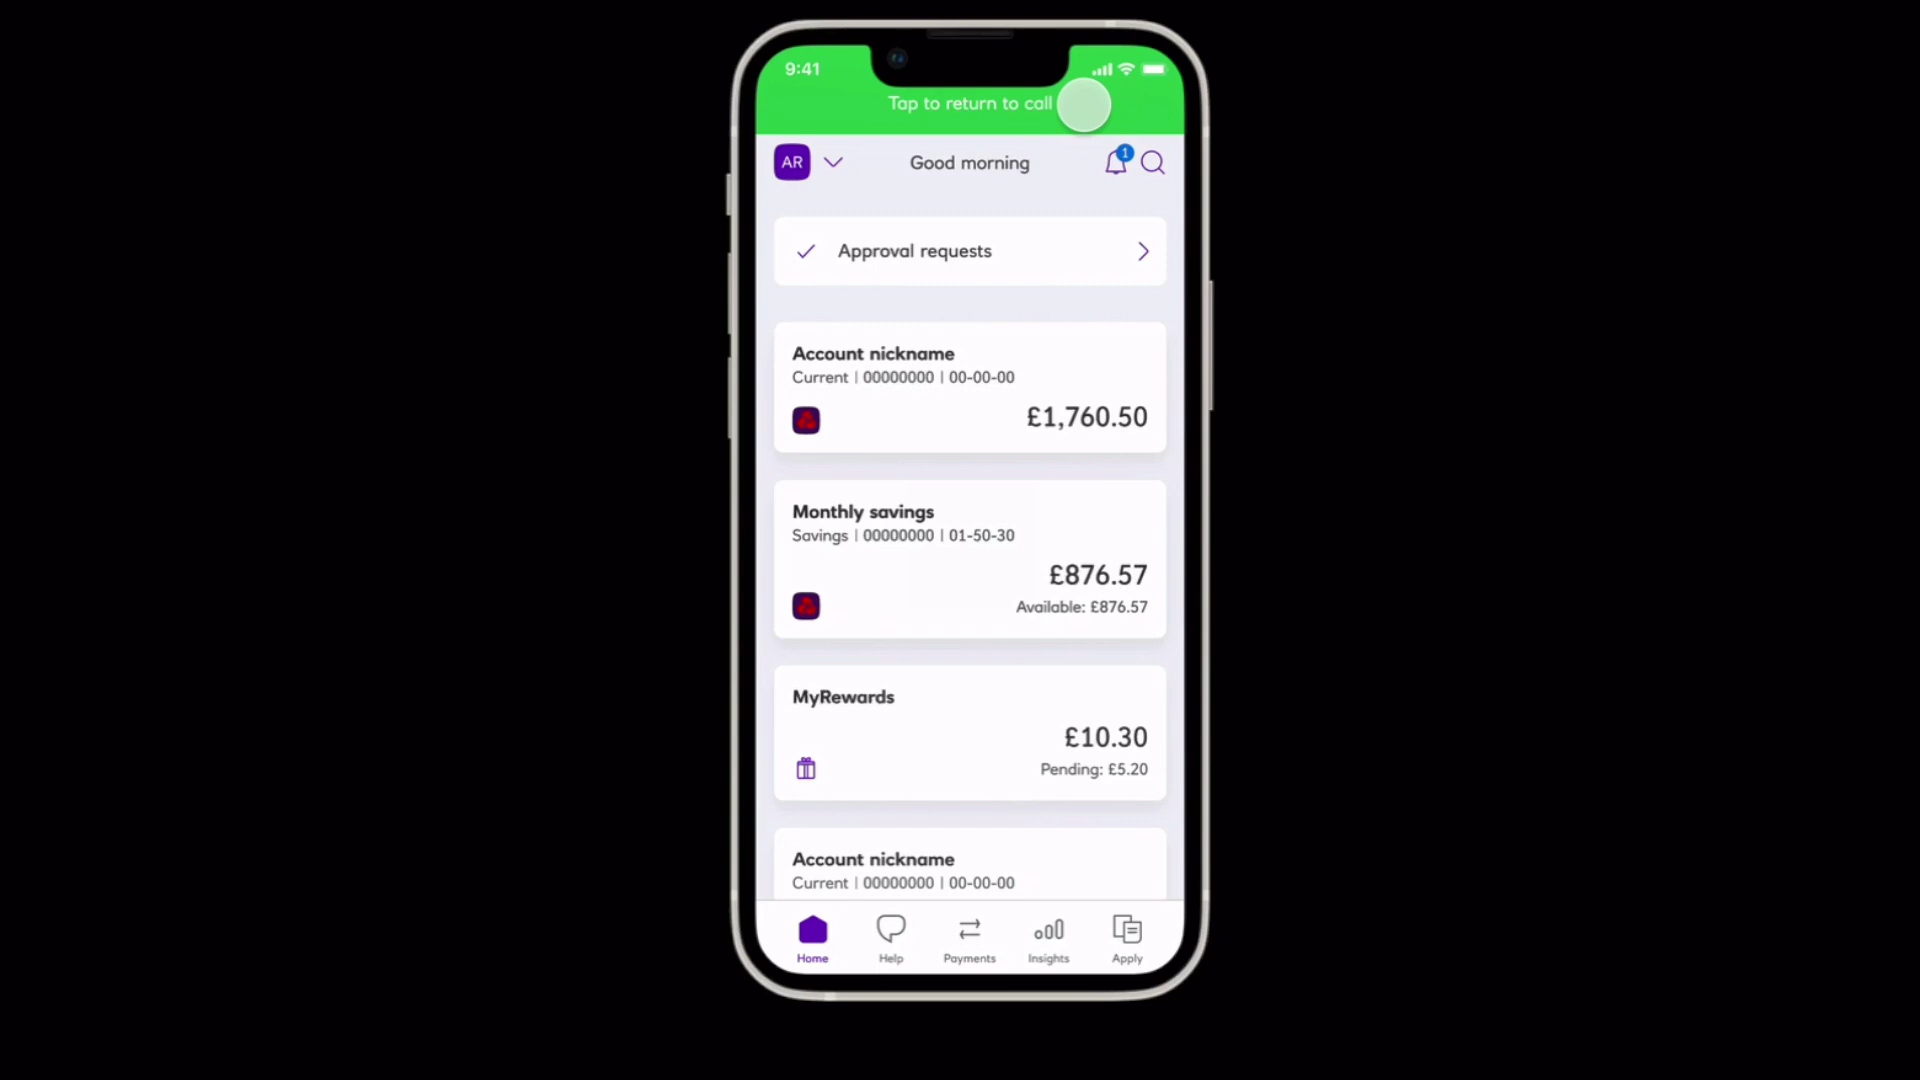 9:41
Tap to return to call
AR
Good morning
1
Approval requests
Account nickname
Current | 00000000 | 00-00-00
£1,760.50
Monthly savings
Savings | 00000000 | 01-50-30
£876.57
Available: £876.57
MyRewards
£10.30
Pending: £5.20
Account nickname
Current | 00000000 | 00-00-00
Home
Help
Payments
Insights
Apply